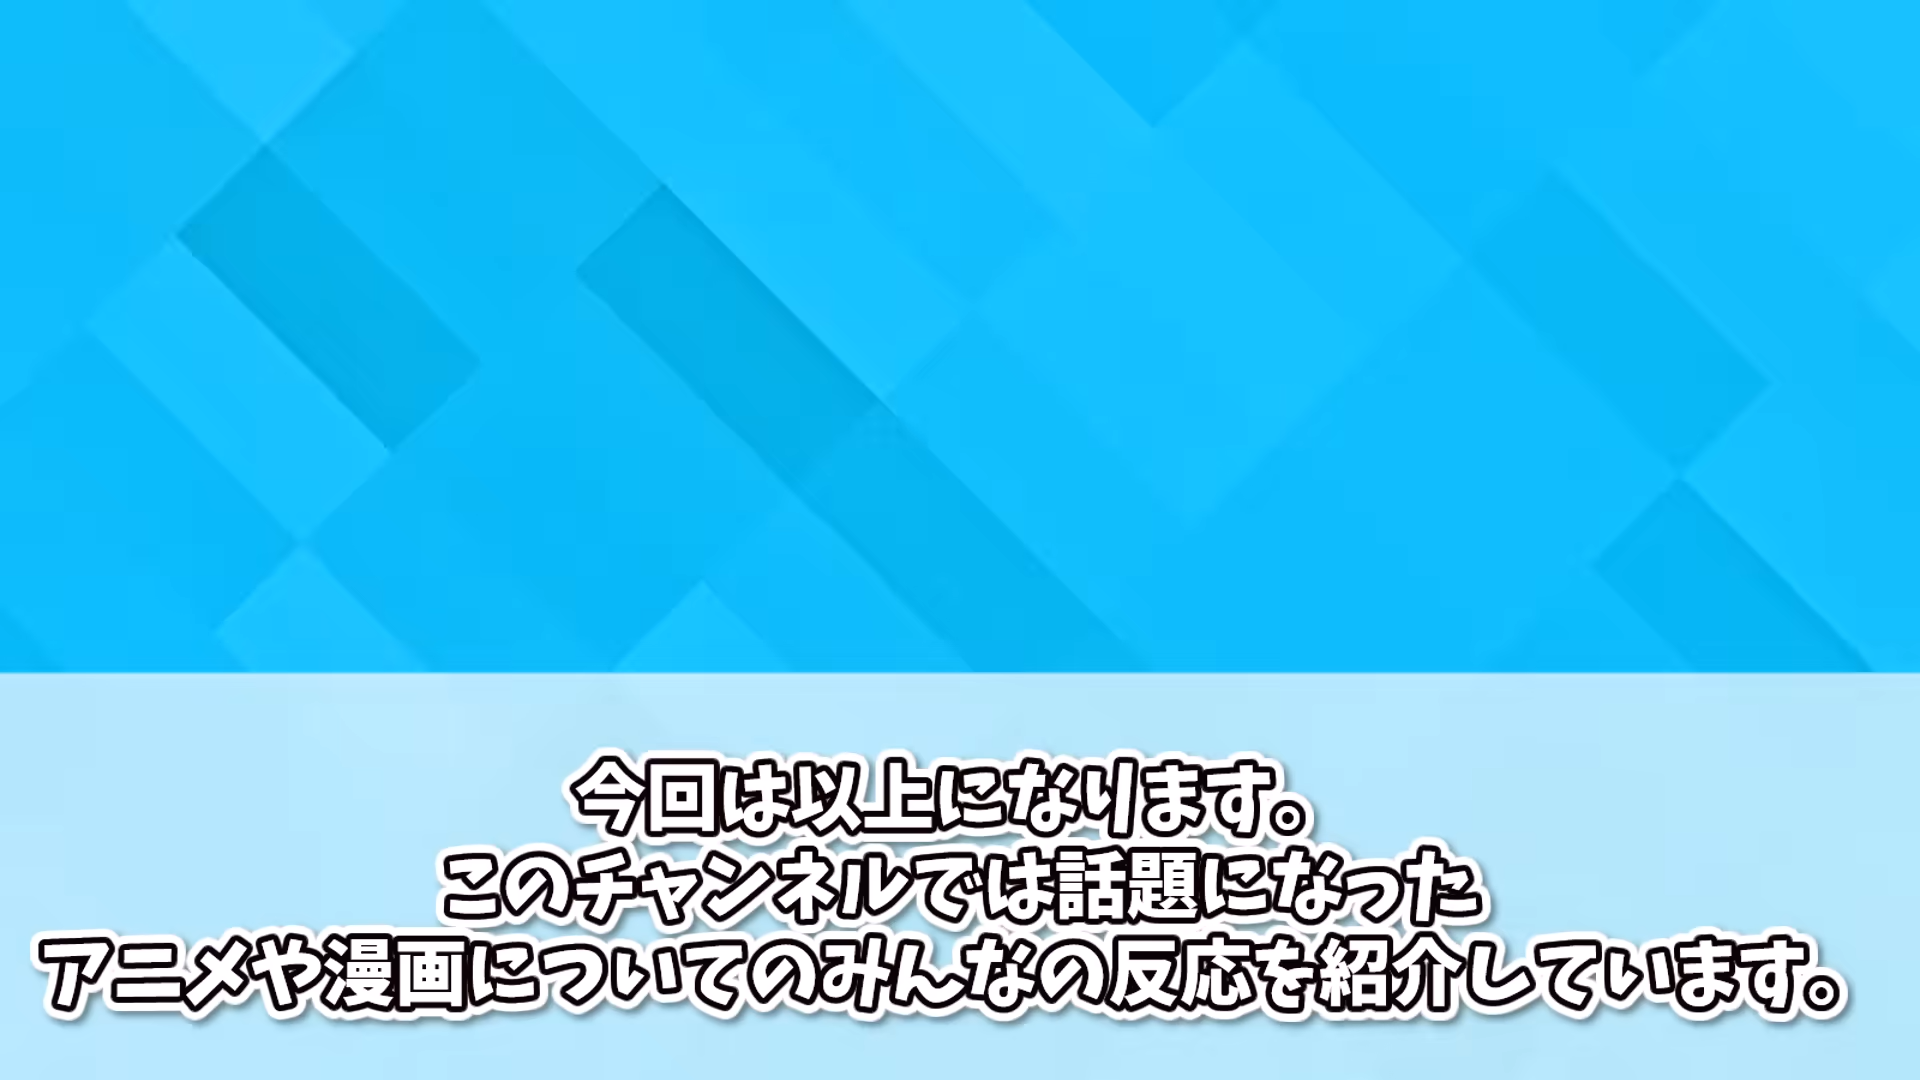 今回は以上になります。
このチャンネルでは話題になった
アニメや漫画についてのみんなの反応を紹介しています。